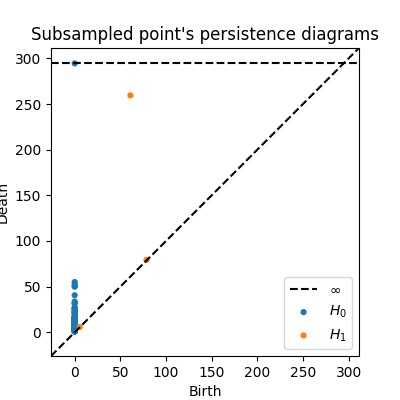 Subsampled point's persistence diagrams
300
250
200
150
100
50
0
Death
0 50 100 150 200 250 300
Birth
∞
H₀
H₁